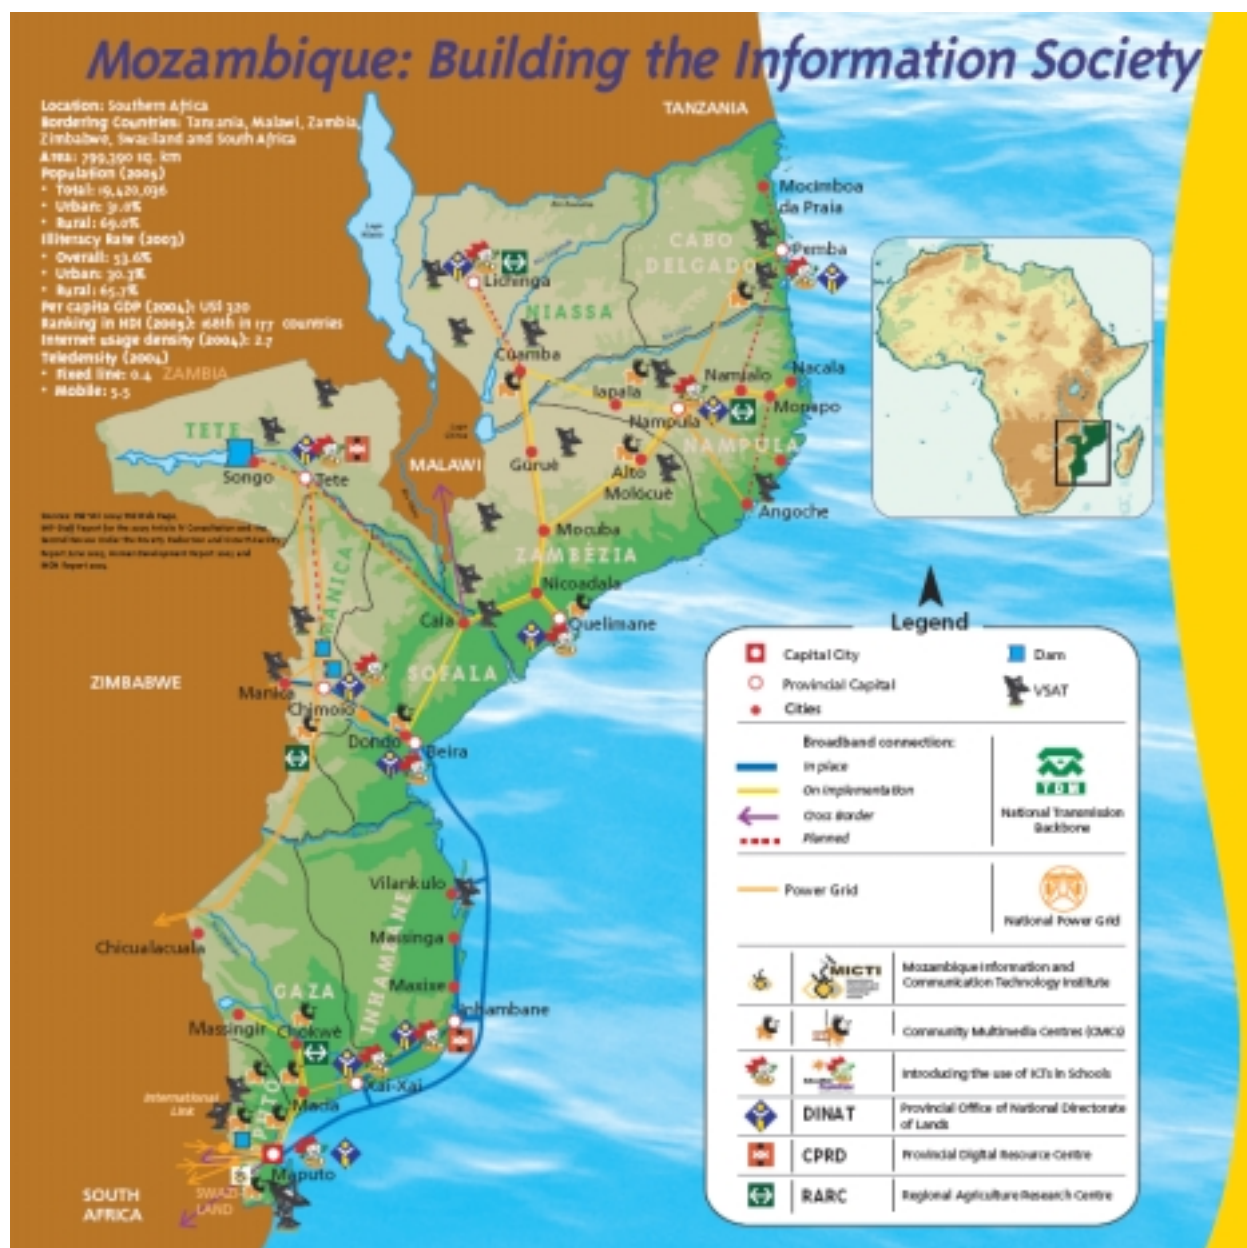 Mozambique: Building the Information Society
Location: Southern Africa
Bordering Countries: Tanzania, Malawi, Zambia,
Zimbabwe, Swaziland and South Africa
Area: 799,390 sq. km
Population (2005)
• Total: 19,420,036
• Urban: 31.0%
• Rural: 69.0%
Illiteracy Rate (2003)
• Overall: 53.6%
• Urban: 30.3%
• Rural: 65.7%
Per capita GDP (2004): US$ 320
Ranking in HDI (2005): 168th in 177 countries
Internet usage density (2004): 2.7
Teledensity (2004)
• Fixed line: 0.4
• Mobile: 5.5
TANZANIA
ZAMBIA
MALAWI
ZIMBABWE
SOUTH
AFRICA
SWAZI-
LAND
International
Link
CABO
DELGADO
NIASSA
NAMPULA
TETE
ZAMBÉZIA
MANICA
SOFALA
INHAMBANE
GAZA
Mocimboa
da Praia
Pemba
Lichinga
Cuamba
Iapala
Namialo
Nacala
Monapo
Nampula
Gúruè
Alto
Molócuè
Angoche
Songo
Tete
Mocuba
Nicoadala
Quelimane
Caia
Manica
Chimoio
Dondo
Beira
Vilankulo
Massinga
Maxixe
Inhambane
Chicualacuala
Massingir
Chokwè
Xai-Xai
Macia
Maputo
Legend
Capital City
Dam
Provincial Capital
VSAT
Cities
Broadband connection:
In place
On Implementation
Cross Border
Planned
TDM
National Transmission
Backbone
Power Grid
National Power Grid
MICTI
Mozambique Information and
Communication Technology Institute
Community Multimedia Centres (CMCs)
Introducing the use of ICTs in Schools
DINAT
Provincial Office of National Directorate
of Lands
CPRD
Provincial Digital Resource Centre
RARC
Regional Agriculture Research Centre